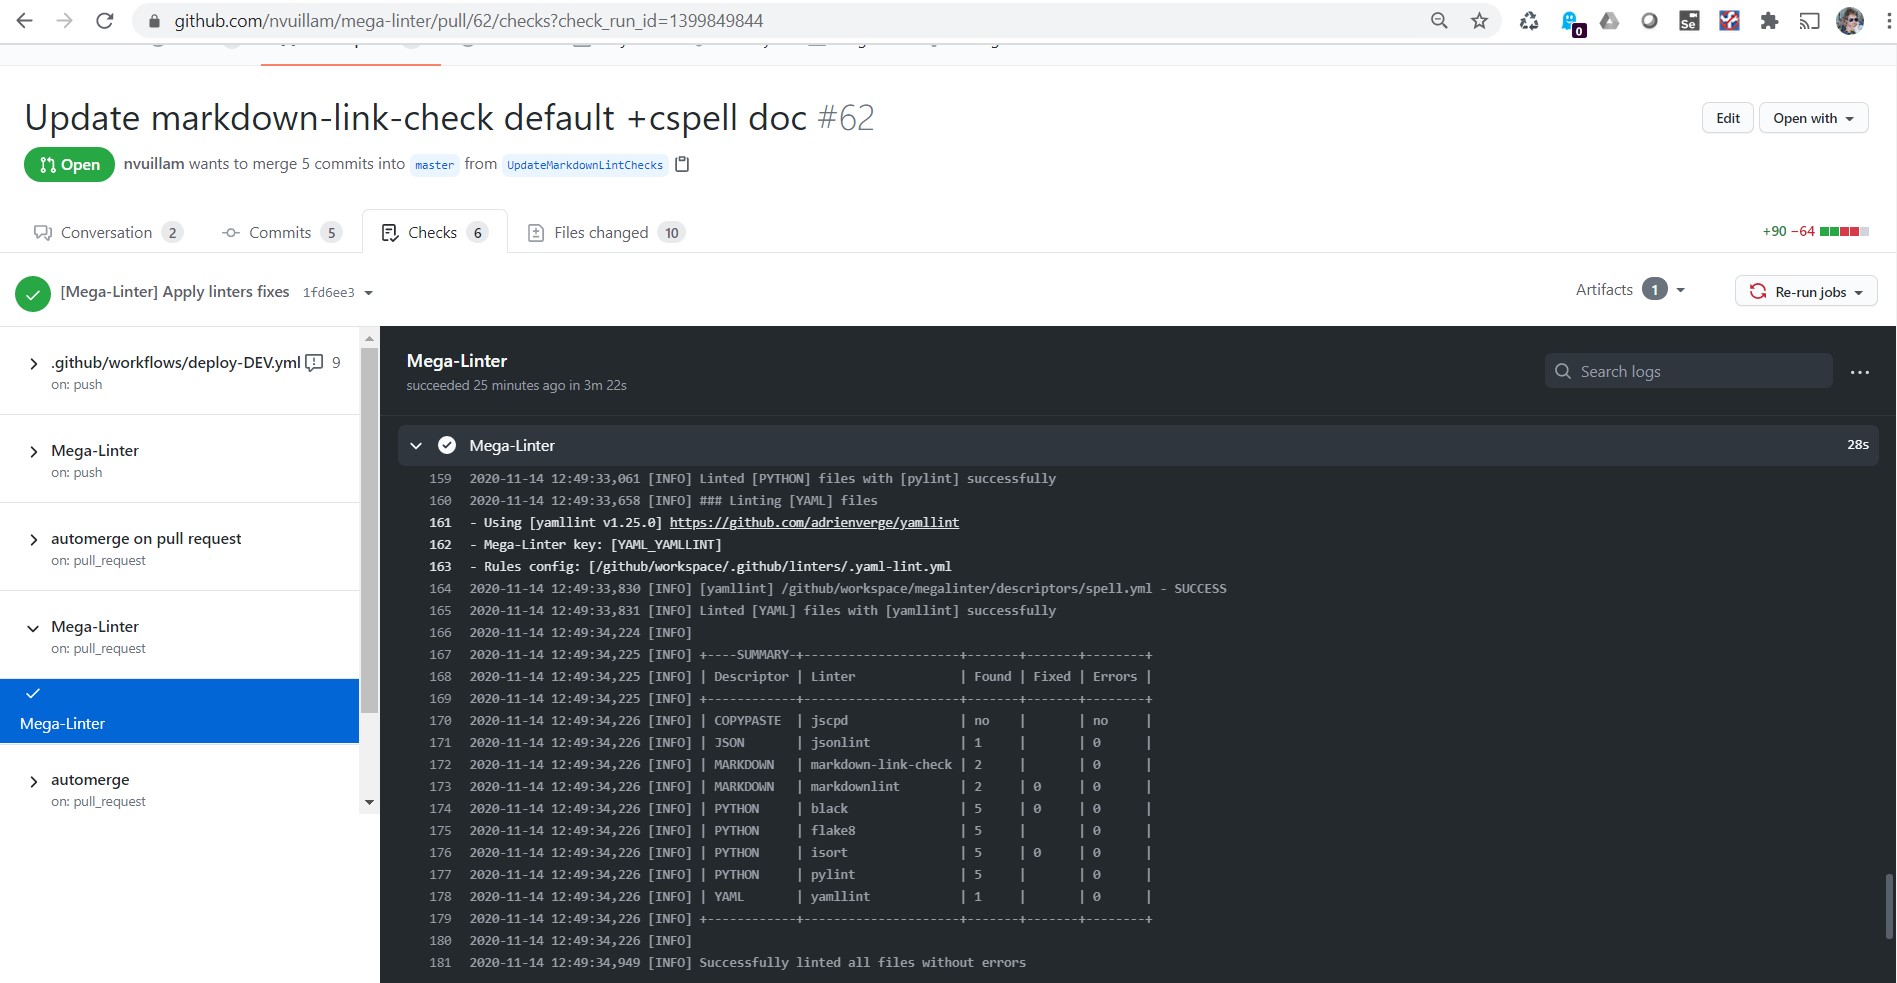 github.com/nvuillam/mega-linter/pull/62/checks?check_run_id=1399849844
Se
0
Update markdown-link-check default +cspell doc #62
Edit
Open with
Open
nvuillam wants to merge 5 commits into master from UpdateMarkdownLintChecks
Conversation 2
Commits 5
Checks 6
Files changed 10
+90 −64
[Mega-Linter] Apply linters fixes 1fd6ee3
Artifacts 1
Re-run jobs
.github/workflows/deploy-DEV.yml 9
on: push
Mega-Linter
on: push
automerge on pull request
on: pull_request
Mega-Linter
on: pull_request
Mega-Linter
automerge
on: pull_request
Mega-Linter
succeeded 25 minutes ago in 3m 22s
Search logs
Mega-Linter 28s
159 2020-11-14 12:49:33,061 [INFO] Linted [PYTHON] files with [pylint] successfully
160 2020-11-14 12:49:33,658 [INFO] ### Linting [YAML] files
161 - Using [yamllint v1.25.0] https://github.com/adrienverge/yamllint
162 - Mega-Linter key: [YAML_YAMLLINT]
163 - Rules config: [/github/workspace/.github/linters/.yaml-lint.yml
164 2020-11-14 12:49:33,830 [INFO] [yamllint] /github/workspace/megalinter/descriptors/spell.yml - SUCCESS
165 2020-11-14 12:49:33,831 [INFO] Linted [YAML] files with [yamllint] successfully
166 2020-11-14 12:49:34,224 [INFO]
167 2020-11-14 12:49:34,225 [INFO] +----SUMMARY-+---------------------+-------+-------+--------+
168 2020-11-14 12:49:34,225 [INFO] | Descriptor | Linter              | Found | Fixed | Errors |
169 2020-11-14 12:49:34,225 [INFO] +------------+---------------------+-------+-------+--------+
170 2020-11-14 12:49:34,226 [INFO] | COPYPASTE  | jscpd               | no    |       | no     |
171 2020-11-14 12:49:34,226 [INFO] | JSON       | jsonlint            | 1     |       | 0      |
172 2020-11-14 12:49:34,226 [INFO] | MARKDOWN   | markdown-link-check | 2     |       | 0      |
173 2020-11-14 12:49:34,226 [INFO] | MARKDOWN   | markdownlint        | 2     | 0     | 0      |
174 2020-11-14 12:49:34,226 [INFO] | PYTHON     | black               | 5     | 0     | 0      |
175 2020-11-14 12:49:34,226 [INFO] | PYTHON     | flake8              | 5     |       | 0      |
176 2020-11-14 12:49:34,226 [INFO] | PYTHON     | isort               | 5     | 0     | 0      |
177 2020-11-14 12:49:34,226 [INFO] | PYTHON     | pylint              | 5     |       | 0      |
178 2020-11-14 12:49:34,226 [INFO] | YAML       | yamllint            | 1     |       | 0      |
179 2020-11-14 12:49:34,226 [INFO] +------------+---------------------+-------+-------+--------+
180 2020-11-14 12:49:34,226 [INFO]
181 2020-11-14 12:49:34,949 [INFO] Successfully linted all files without errors